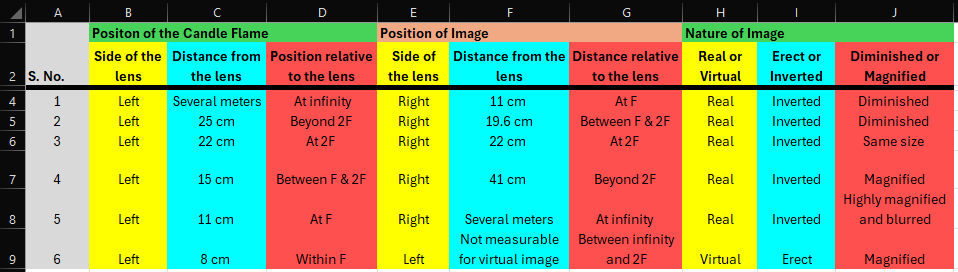 A B C D E F G H I J
1 Positon of the Candle Flame Position of Image Nature of Image
Side of the Distance from Position relative Side of Distance from the Distance relative Real or Erect or Diminished or
2 S. No. lens the lens to the lens the lens lens to the lens Virtual Inverted Magnified
4 1 Left Several meters At infinity Right 11 cm At F Real Inverted Diminished
5 2 Left 25 cm Beyond 2F Right 19.6 cm Between F & 2F Real Inverted Diminished
6 3 Left 22 cm At 2F Right 22 cm At 2F Real Inverted Same size
7 4 Left 15 cm Between F & 2F Right 41 cm Beyond 2F Real Inverted Magnified
Highly magnified
8 5 Left 11 cm At F Right Several meters At infinity Real Inverted and blurred
Not measurable Between infinity
9 6 Left 8 cm Within F Left for virtual image and 2F Virtual Erect Magnified